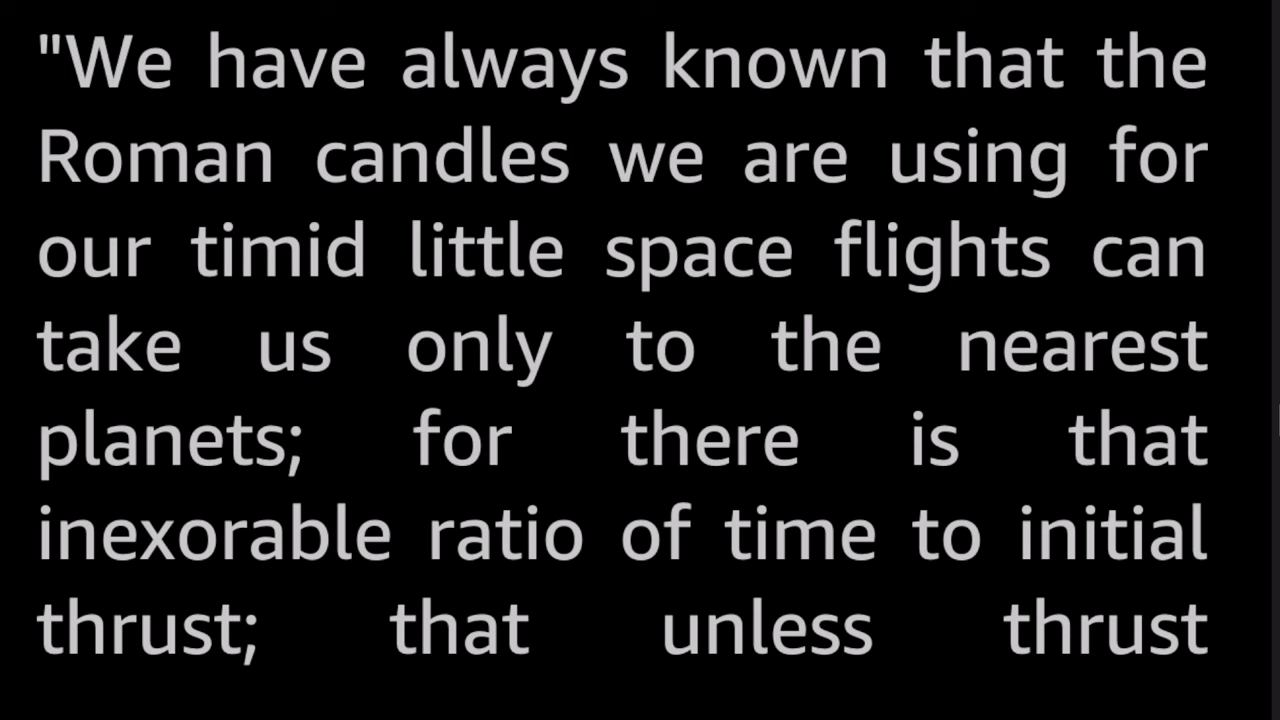 "We have always known that the
Roman candles we are using for
our timid little space flights can
take us only to the nearest
planets; for there is that
inexorable ratio of time to initial
thrust; that unless thrust